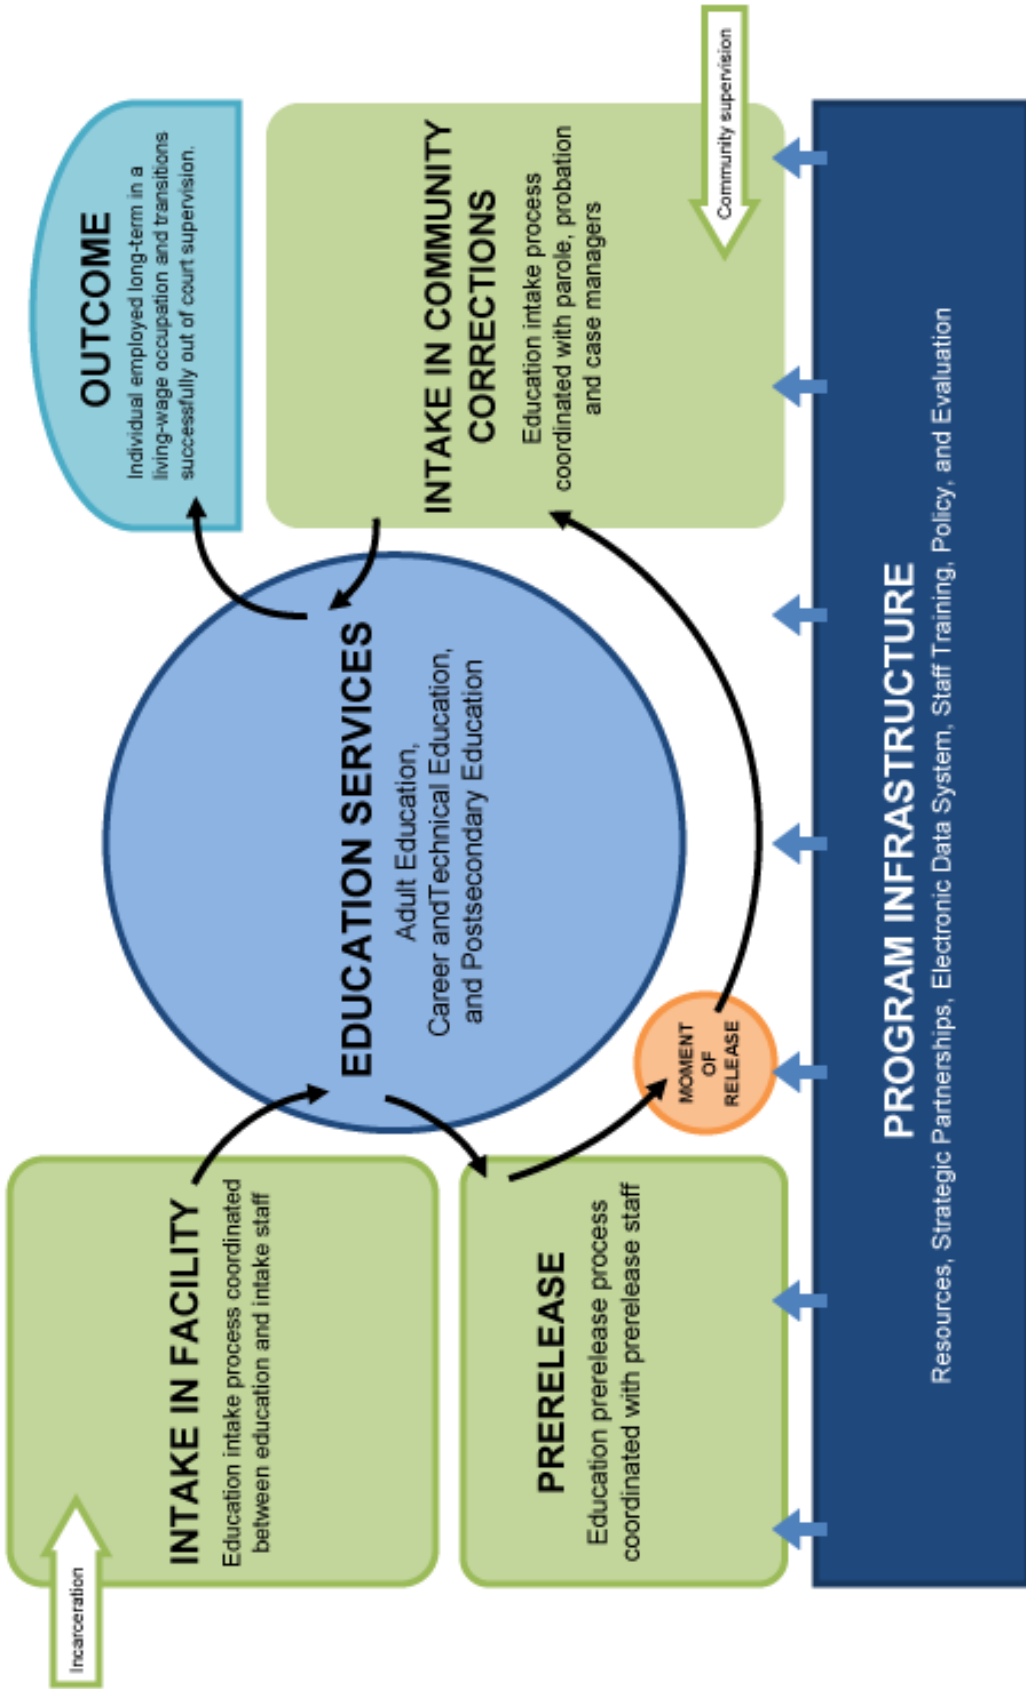 Incarceration
INTAKE IN FACILITY
Education intake process coordinated
between education and intake staff
EDUCATION SERVICES
Adult Education,
Career andTechnical Education,
and Postsecondary Education
OUTCOME
Individual employed long-term in a
living-wage occupation and transitions
successfully out of court supervision.
PRERELEASE
Education prerelease process
coordinated with prerelease staff
MOMENT
OF
RELEASE
INTAKE IN COMMUNITY
CORRECTIONS
Education intake process
coordinated with parole, probation
and case managers
Community supervision
PROGRAM INFRASTRUCTURE
Resources, Strategic Partnerships, Electronic Data System, Staff Training, Policy, and Evaluation